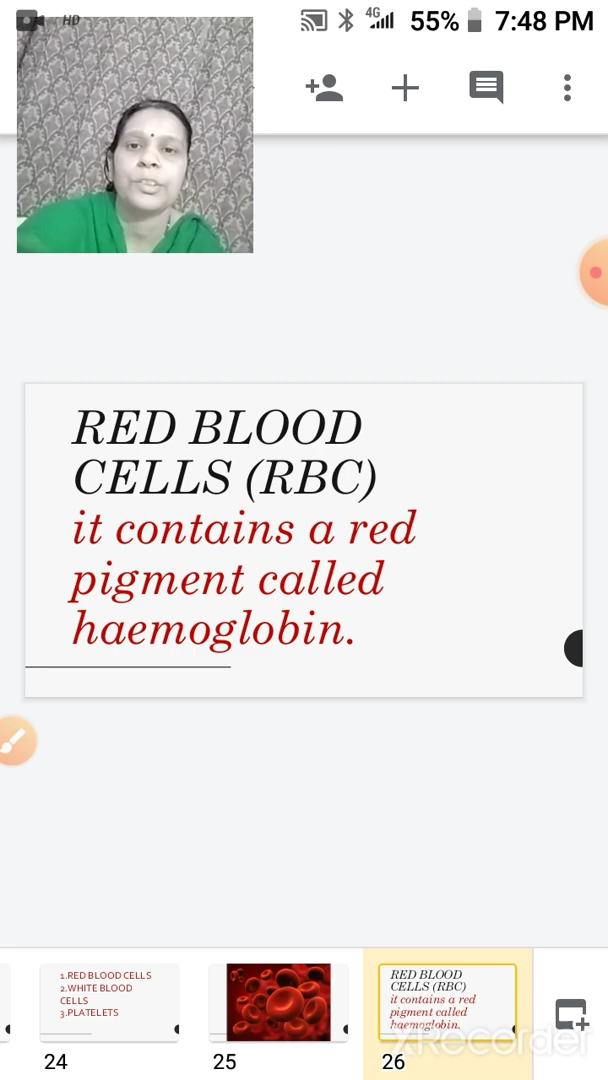 HD
4G
55%
7:48 PM
RED BLOOD
CELLS (RBC)
it contains a red
pigment called
haemoglobin.
1.RED BLOOD CELLS
2.WHITE BLOOD
CELLS
3.PLATELETS
RED BLOOD
CELLS (RBC)
it contains a red
pigment called
haemoglobin.
24
25
26
XRecorder